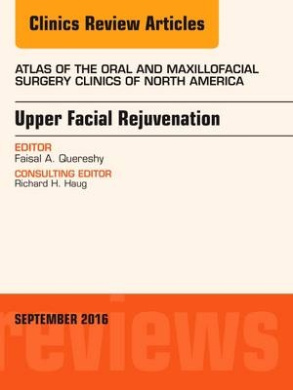 Clinics Review Articles
ATLAS OF THE ORAL AND MAXILLOFACIAL
SURGERY CLINICS OF NORTH AMERICA
Upper Facial Rejuvenation
EDITOR
Faisal A. Quereshy
CONSULTING EDITOR
Richard H. Haug
SEPTEMBER 2016
reviews